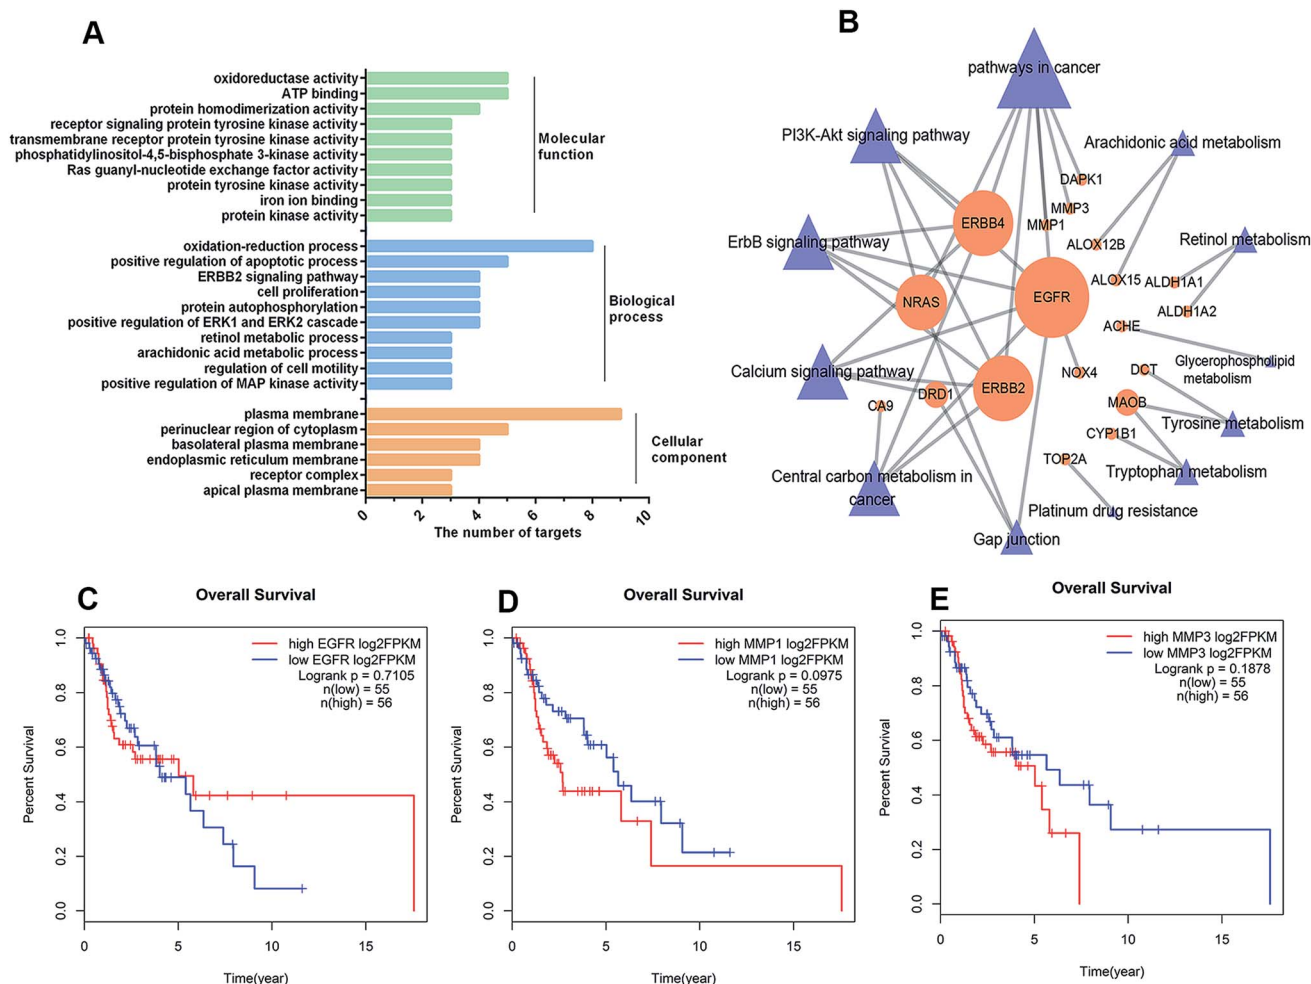 A
oxidoreductase activity
ATP binding
protein homodimerization activity
receptor signaling protein tyrosine kinase activity
transmembrane receptor protein tyrosine kinase activity
phosphatidylinositol-4,5-bisphosphate 3-kinase activity
Ras guanyl-nucleotide exchange factor activity
protein tyrosine kinase activity
iron ion binding
protein kinase activity
Molecular
function
oxidation-reduction process
positive regulation of apoptotic process
ERBB2 signaling pathway
cell proliferation
protein autophosphorylation
positive regulation of ERK1 and ERK2 cascade
retinol metabolic process
arachidonic acid metabolic process
regulation of cell motility
positive regulation of MAP kinase activity
Biological
process
plasma membrane
perinuclear region of cytoplasm
basolateral plasma membrane
endoplasmic reticulum membrane
receptor complex
apical plasma membrane
Cellular
component
0 2 4 6 8 10
The number of targets
B
pathways in cancer
PI3K-Akt signaling pathway
Arachidonic acid metabolism
DAPK1
MMP3
ERBB4
MMP1
ErbB signaling pathway
ALOX12B
Retinol metabolism
ALOX15
ALDH1A1
NRAS
EGFR
ALDH1A2
ACHE
Glycerophospholipid
metabolism
Calcium signaling pathway
NOX4
DCT
DRD1
ERBB2
CA9
MAOB
Tyrosine metabolism
CYP1B1
TOP2A
Tryptophan metabolism
Central carbon metabolism in
cancer
Platinum drug resistance
Gap junction
C
Overall Survival
high EGFR log2FPKM
low EGFR log2FPKM
Logrank p = 0.7105
n(low) = 55
n(high) = 56
Percent Survival
1.0
0.8
0.6
0.4
0.2
0.0
0 5 10 15
Time(year)
D
Overall Survival
high MMP1 log2FPKM
low MMP1 log2FPKM
Logrank p = 0.0975
n(low) = 55
n(high) = 56
Percent Survival
1.0
0.8
0.6
0.4
0.2
0.0
0 5 10 15
Time(year)
E
Overall Survival
high MMP3 log2FPKM
low MMP3 log2FPKM
Logrank p = 0.1878
n(low) = 55
n(high) = 56
Percent Survival
1.0
0.8
0.6
0.4
0.2
0.0
0 5 10 15
Time(year)